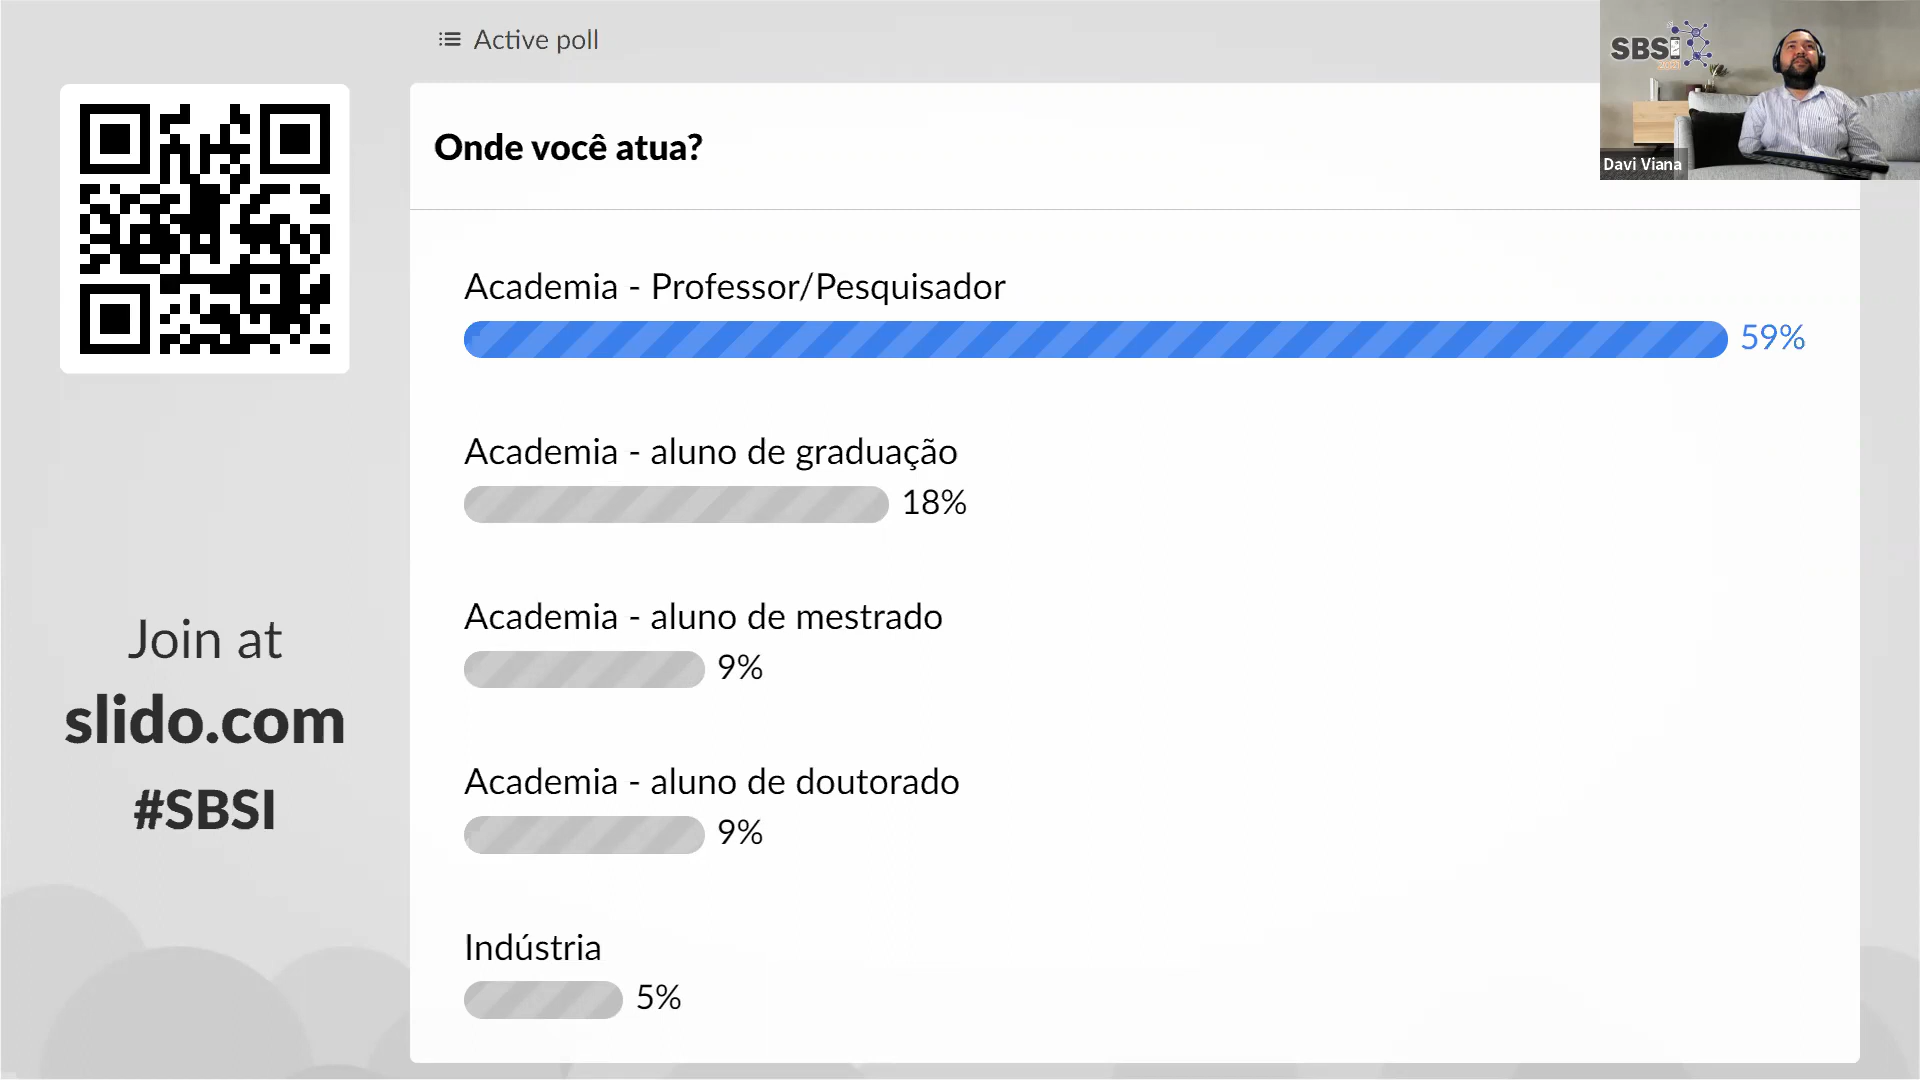 Active poll
SBSI
Davi Viana
Onde você atua?
Academia - Professor/Pesquisador
59%
Academia - aluno de graduação
18%
Academia - aluno de mestrado
9%
Academia - aluno de doutorado
9%
Indústria
5%
Join at
slido.com
#SBSI